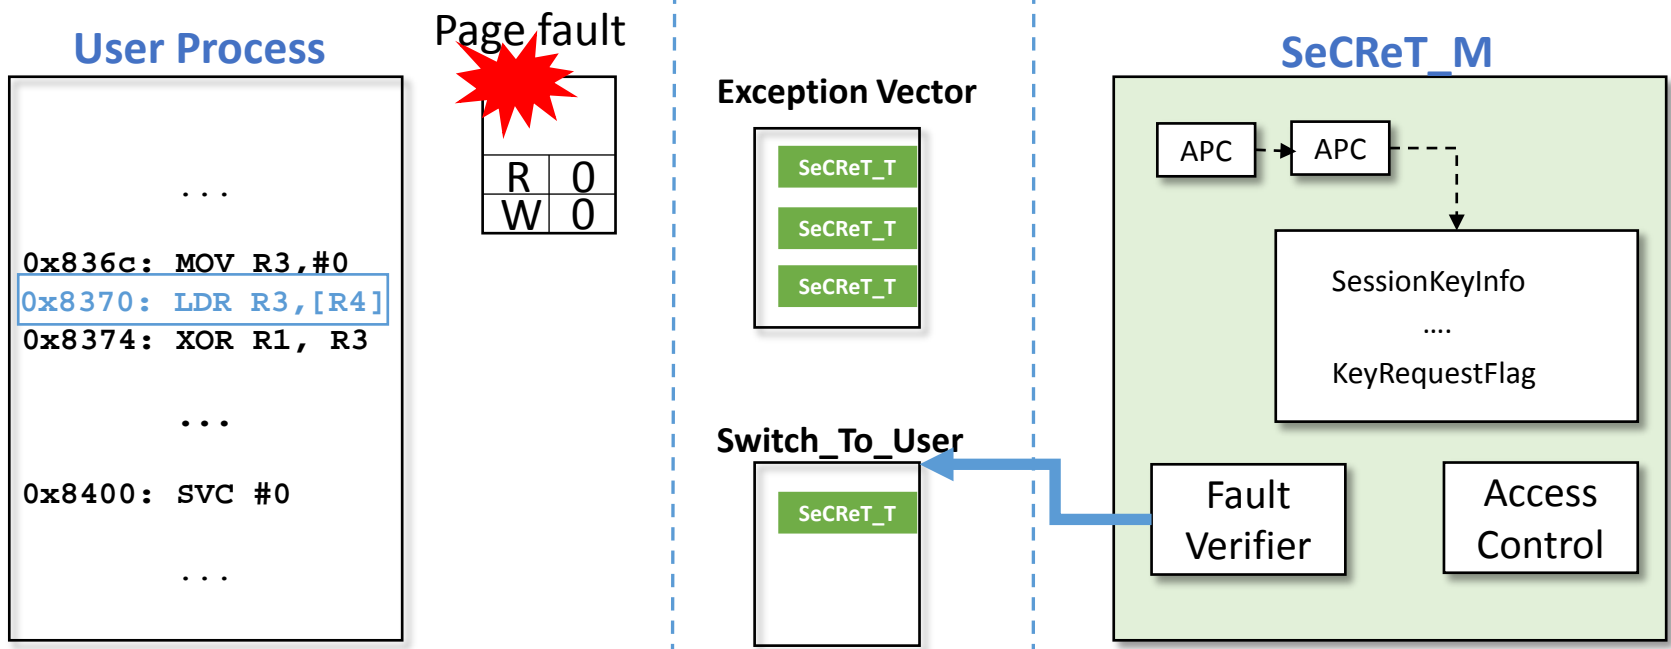 User Process
...
0x836c: MOV R3,#0
0x8370: LDR R3,[R4]
0x8374: XOR R1, R3
...
0x8400: SVC #0
...
Page fault
R 0
W 0
Exception Vector
SeCReT_T
SeCReT_T
SeCReT_T
Switch_To_User
SeCReT_T
SeCReT_M
APC
APC
SessionKeyInfo
....
KeyRequestFlag
Fault
Verifier
Access
Control